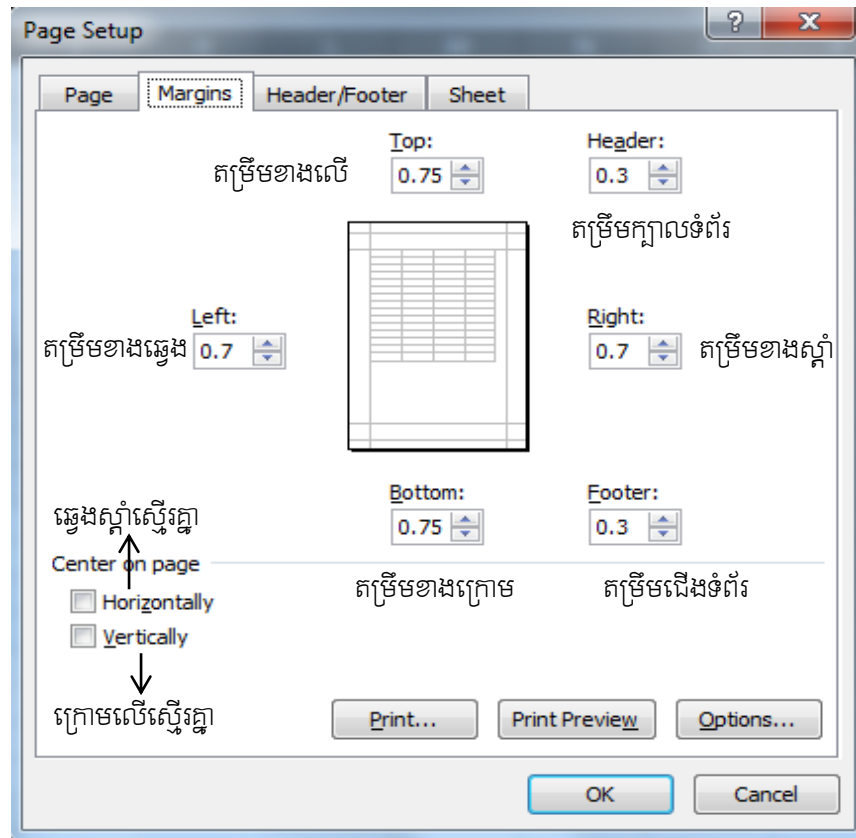 Page Setup
Page Margins Header/Footer Sheet
Top: Header:
តម្រឹមខាងលើ 0.75 0.3
តម្រឹមក្បាលទំព័រ
Left: Right:
តម្រឹមខាងឆ្វេង 0.7 0.7 តម្រឹមខាងស្តាំ
Bottom: Footer:
ឆ្វេងស្តាំស្មើរគ្នា 0.75 0.3
Center on page
តម្រឹមខាងក្រោម តម្រឹមជើងទំព័រ
Horizontally
Vertically
ក្រោមលើស្មើរគ្នា Print... Print Preview Options...
OK Cancel